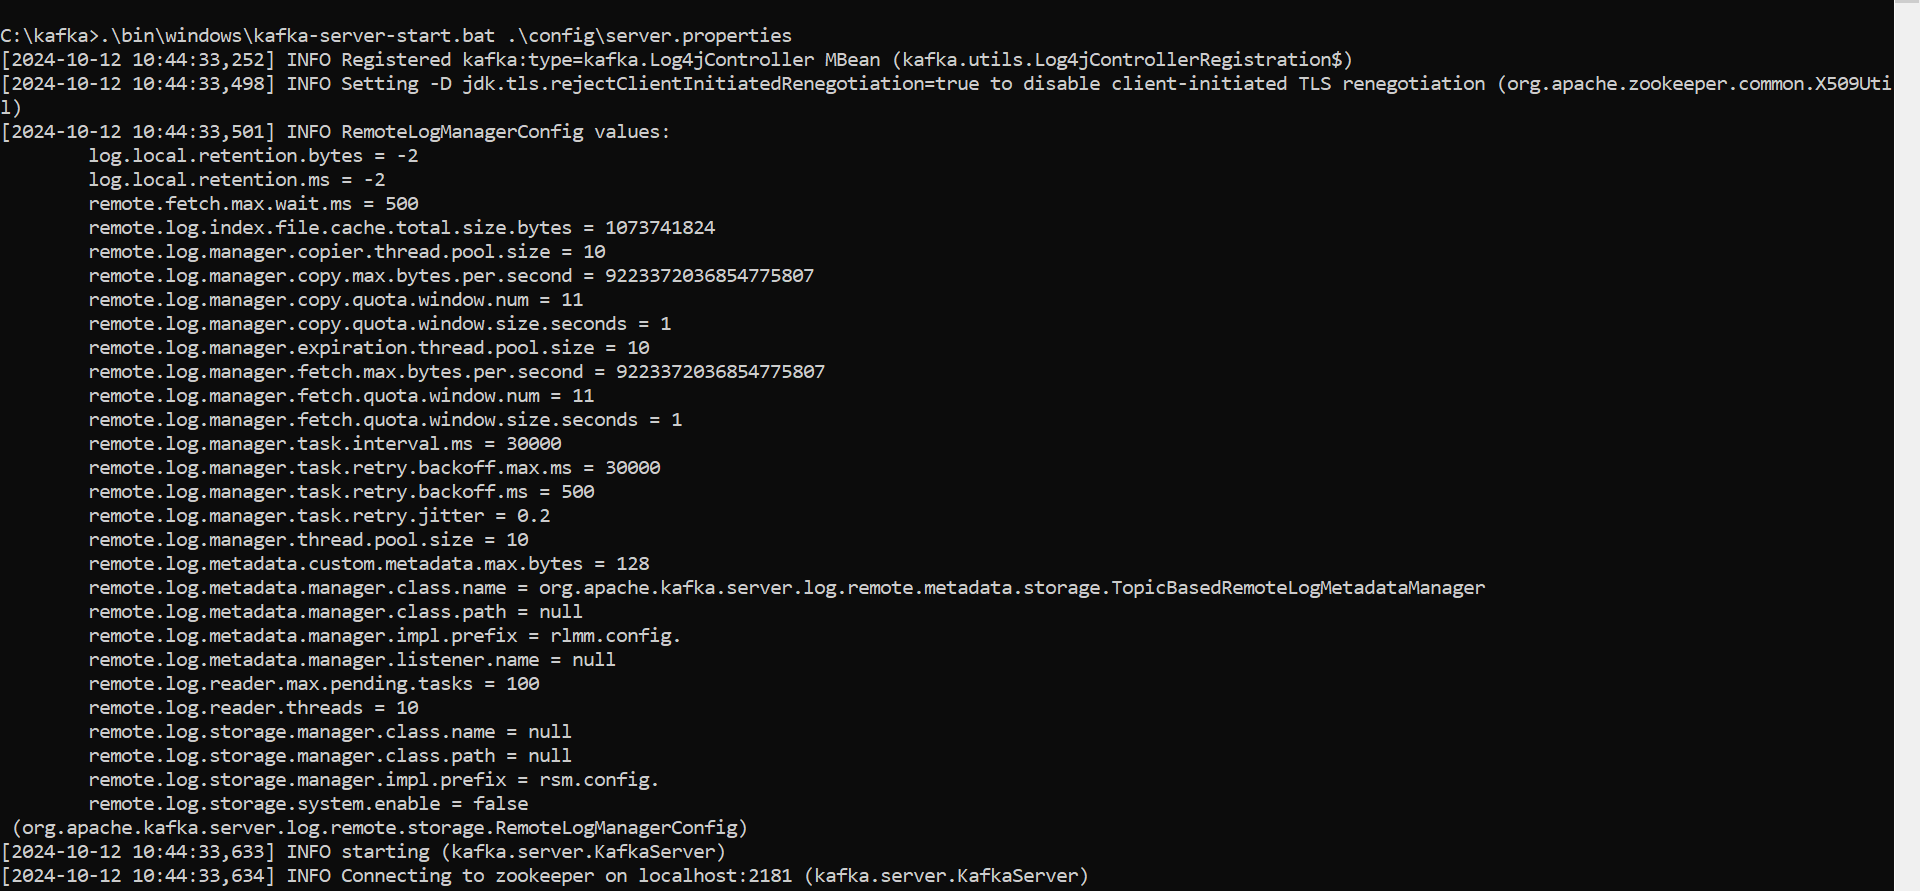 C:\kafka>.\bin\windows\kafka-server-start.bat .\config\server.properties
[2024-10-12 10:44:33,252] INFO Registered kafka:type=kafka.Log4jController MBean (kafka.utils.Log4jControllerRegistration$)
[2024-10-12 10:44:33,498] INFO Setting -D jdk.tls.rejectClientInitiatedRenegotiation=true to disable client-initiated TLS renegotiation (org.apache.zookeeper.common.X509Uti
l)
[2024-10-12 10:44:33,501] INFO RemoteLogManagerConfig values:
        log.local.retention.bytes = -2
        log.local.retention.ms = -2
        remote.fetch.max.wait.ms = 500
        remote.log.index.file.cache.total.size.bytes = 1073741824
        remote.log.manager.copier.thread.pool.size = 10
        remote.log.manager.copy.max.bytes.per.second = 9223372036854775807
        remote.log.manager.copy.quota.window.num = 11
        remote.log.manager.copy.quota.window.size.seconds = 1
        remote.log.manager.expiration.thread.pool.size = 10
        remote.log.manager.fetch.max.bytes.per.second = 9223372036854775807
        remote.log.manager.fetch.quota.window.num = 11
        remote.log.manager.fetch.quota.window.size.seconds = 1
        remote.log.manager.task.interval.ms = 30000
        remote.log.manager.task.retry.backoff.max.ms = 30000
        remote.log.manager.task.retry.backoff.ms = 500
        remote.log.manager.task.retry.jitter = 0.2
        remote.log.manager.thread.pool.size = 10
        remote.log.metadata.custom.metadata.max.bytes = 128
        remote.log.metadata.manager.class.name = org.apache.kafka.server.log.remote.metadata.storage.TopicBasedRemoteLogMetadataManager
        remote.log.metadata.manager.class.path = null
        remote.log.metadata.manager.impl.prefix = rlmm.config.
        remote.log.metadata.manager.listener.name = null
        remote.log.reader.max.pending.tasks = 100
        remote.log.reader.threads = 10
        remote.log.storage.manager.class.name = null
        remote.log.storage.manager.class.path = null
        remote.log.storage.manager.impl.prefix = rsm.config.
        remote.log.storage.system.enable = false
 (org.apache.kafka.server.log.remote.storage.RemoteLogManagerConfig)
[2024-10-12 10:44:33,633] INFO starting (kafka.server.KafkaServer)
[2024-10-12 10:44:33,634] INFO Connecting to zookeeper on localhost:2181 (kafka.server.KafkaServer)